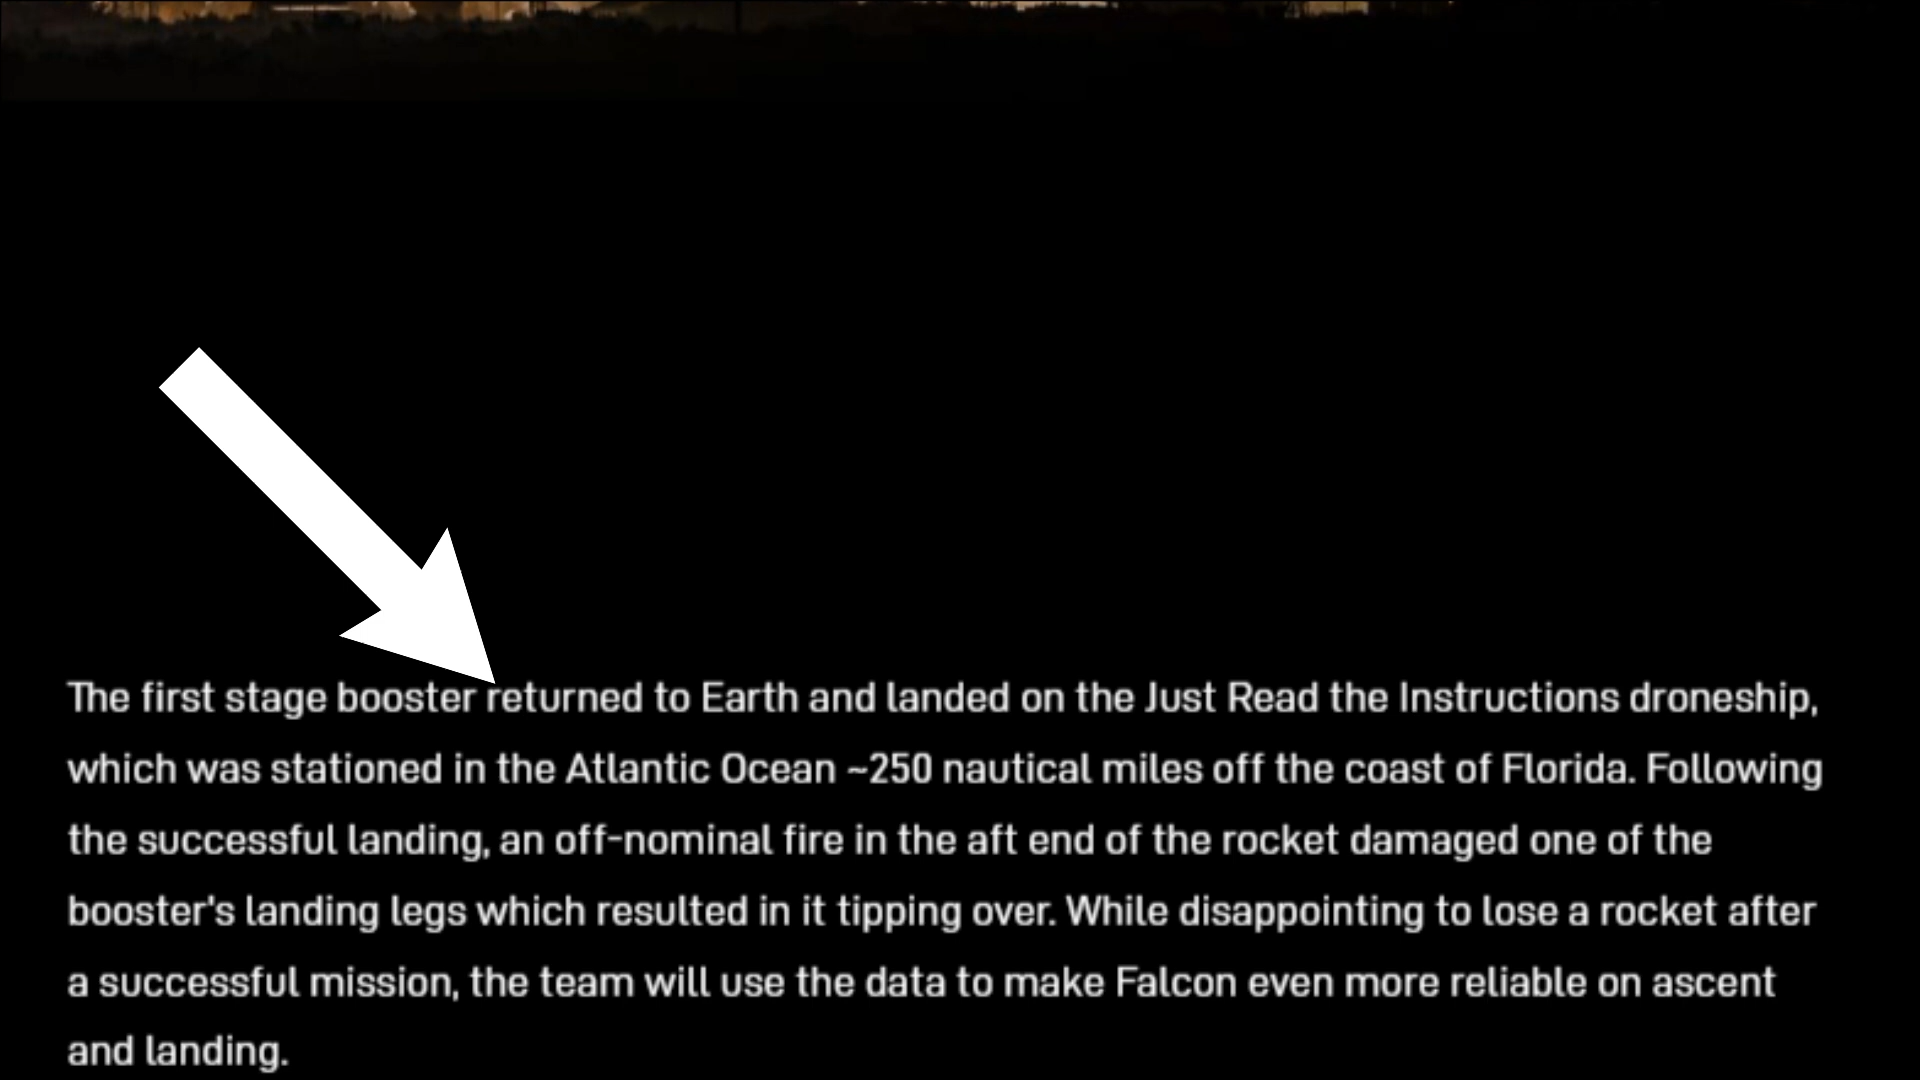 The first stage booster returned to Earth and landed on the Just Read the Instructions droneship,
which was stationed in the Atlantic Ocean ~250 nautical miles off the coast of Florida. Following
the successful landing, an off-nominal fire in the aft end of the rocket damaged one of the
booster's landing legs which resulted in it tipping over. While disappointing to lose a rocket after
a successful mission, the team will use the data to make Falcon even more reliable on ascent
and landing.